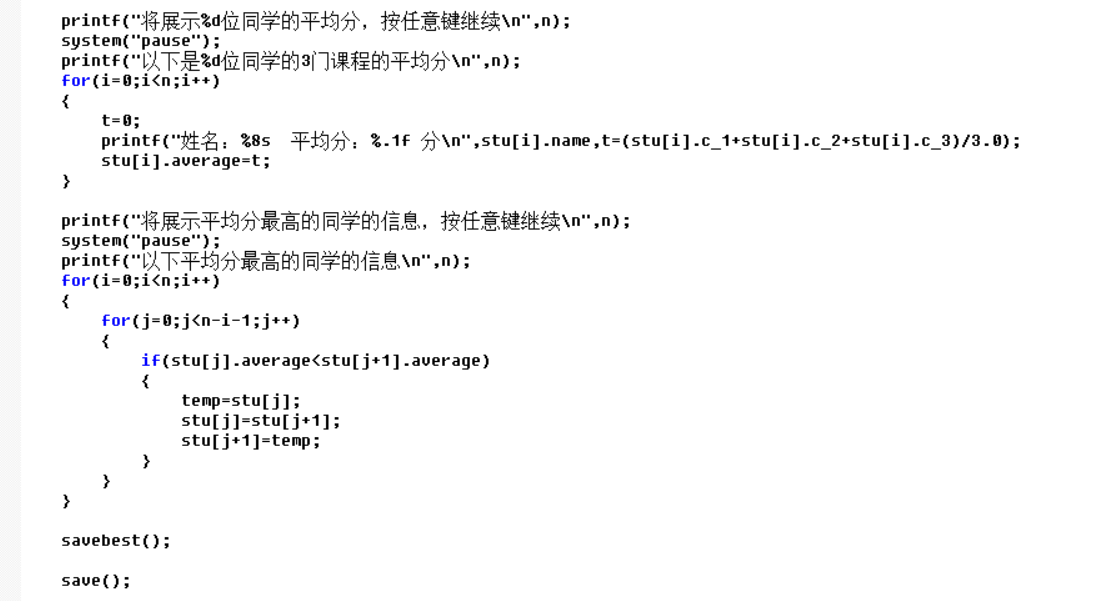 printf("将展示%d位同学的平均分，按任意键继续\n",n);
system("pause");
printf("以下是%d位同学的3门课程的平均分\n",n);
for(i=0;i<n;i++)
{
    t=0;
    printf("姓名：%8s  平均分：%.1f 分\n",stu[i].name,t=(stu[i].c_1+stu[i].c_2+stu[i].c_3)/3.0);
    stu[i].average=t;
}
printf("将展示平均分最高的同学的信息，按任意键继续\n",n);
system("pause");
printf("以下平均分最高的同学的信息\n",n);
for(i=0;i<n;i++)
{
    for(j=0;j<n-i-1;j++)
    {
        if(stu[j].average<stu[j+1].average)
        {
            temp=stu[j];
            stu[j]=stu[j+1];
            stu[j+1]=temp;
        }
    }
}
savebest();
save();